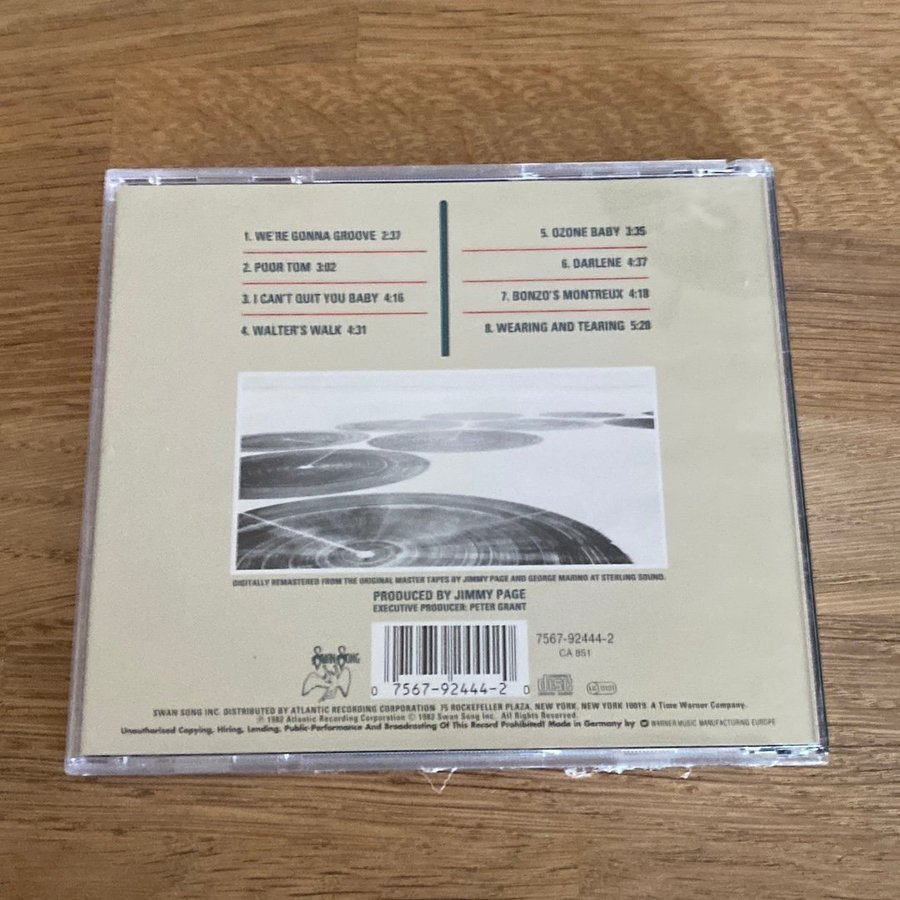 1. WE'RE GONNA GROOVE 2:37
2. POOR TOM 3:02
3. I CAN'T QUIT YOU BABY 4:16
4. WALTER'S WALK 4:31
5. OZONE BABY 3:35
6. DARLENE 4:37
7. BONZO'S MONTREUX 4:18
8. WEARING AND TEARING 5:28
DIGITALLY REMASTERED FROM THE ORIGINAL MASTER TAPES BY JIMMY PAGE AND GEORGE MARINO AT STERLING SOUND.
PRODUCED BY JIMMY PAGE
EXECUTIVE PRODUCER: PETER GRANT
SWAN SONG
0 7567-92444-2 0
7567-92444-2
CA 851
SWAN SONG INC. DISTRIBUTED BY ATLANTIC RECORDING CORPORATION 75 ROCKEFELLER PLAZA, NEW YORK, NEW YORK 10019. A Time Warner Company.
℗ 1982 Atlantic Recording Corporation © 1982 Swan Song Inc. All Rights Reserved.
Unauthorised Copying, Hiring, Lending, Public Performance And Broadcasting Of This Record Prohibited! Made in Germany by WARNER MUSIC MANUFACTURING EUROPE